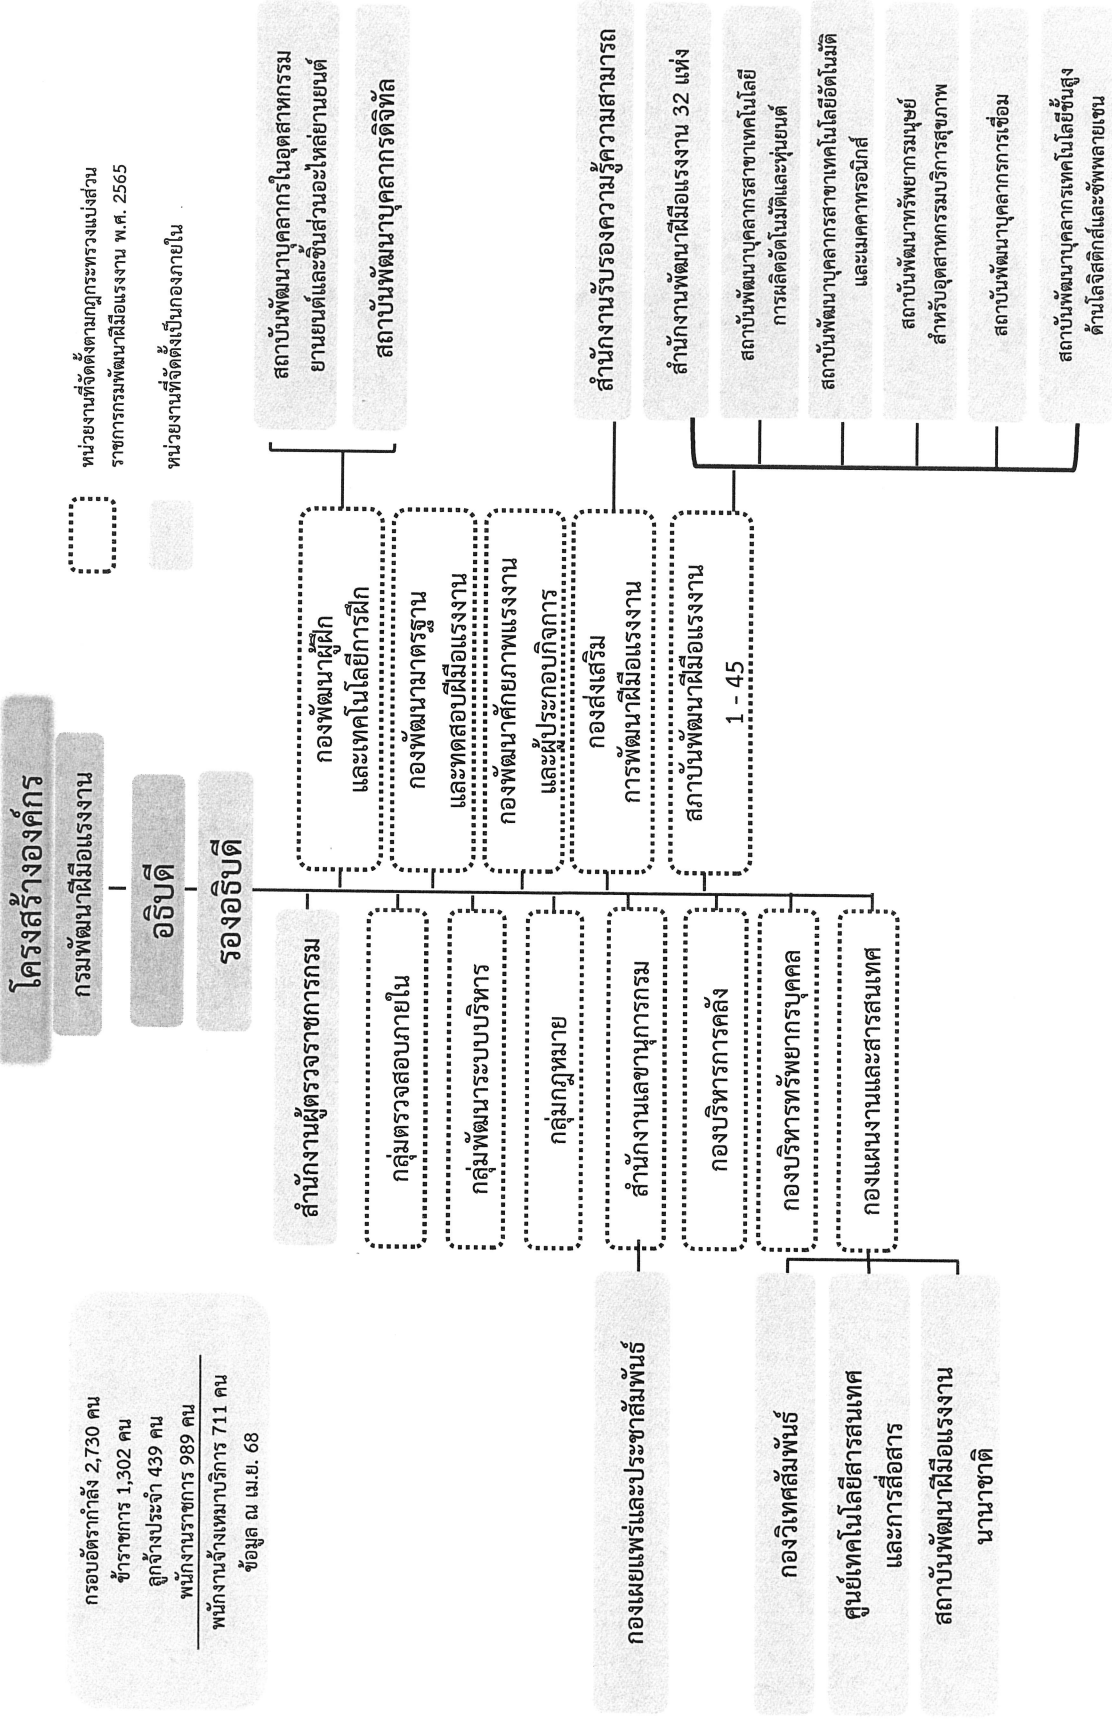 โครงสร้างองค์กร
กรมพัฒนาฝีมือแรงงาน
อธิบดี
รองอธิบดี
กรอบอัตรากำลัง 2,730 คน
ข้าราชการ 1,302 คน
ลูกจ้างประจำ 439 คน
พนักงานราชการ 989 คน
พนักงานจ้างเหมาบริการ 711 คน
ข้อมูล ณ เม.ย. 68
หน่วยงานที่จัดตั้งตามกฎกระทรวงแบ่งส่วน
ราชการกรมพัฒนาฝีมือแรงงาน พ.ศ. 2565
หน่วยงานที่จัดตั้งเป็นกองภายใน
สำนักงานผู้ตรวจราชการกรม
กลุ่มตรวจสอบภายใน
กลุ่มพัฒนาระบบบริหาร
กลุ่มกฎหมาย
สำนักงานเลขานุการกรม
กองบริหารการคลัง
กองบริหารทรัพยากรบุคคล
กองแผนงานและสารสนเทศ
กองเผยแพร่และประชาสัมพันธ์
กองวิเทศสัมพันธ์
ศูนย์เทคโนโลยีสารสนเทศ
และการสื่อสาร
สถาบันพัฒนาฝีมือแรงงาน
นานาชาติ
กองพัฒนาผู้ฝึก
และเทคโนโลยีการฝึก
กองพัฒนามาตรฐาน
และทดสอบฝีมือแรงงาน
กองพัฒนาศักยภาพแรงงาน
และผู้ประกอบกิจการ
กองส่งเสริม
การพัฒนาฝีมือแรงงาน
สถาบันพัฒนาฝีมือแรงงาน
1 - 45
สถาบันพัฒนาบุคลากรในอุตสาหกรรม
ยานยนต์และชิ้นส่วนอะไหล่ยานยนต์
สถาบันพัฒนาบุคลากรดิจิทัล
สำนักงานรับรองความรู้ความสามารถ
สำนักงานพัฒนาฝีมือแรงงาน 32 แห่ง
สถาบันพัฒนาบุคลากรสาขาเทคโนโลยี
การผลิตอัตโนมัติและหุ่นยนต์
สถาบันพัฒนาบุคลากรสาขาเทคโนโลยีอัตโนมัติ
และเมคคาทรอนิกส์
สถาบันพัฒนาทรัพยากรมนุษย์
สำหรับอุตสาหกรรมบริการสุขภาพ
สถาบันพัฒนาบุคลากรการเชื่อม
สถาบันพัฒนาบุคลากรเทคโนโลยีชั้นสูง
ด้านโลจิสติกส์และซัพพลายเชน